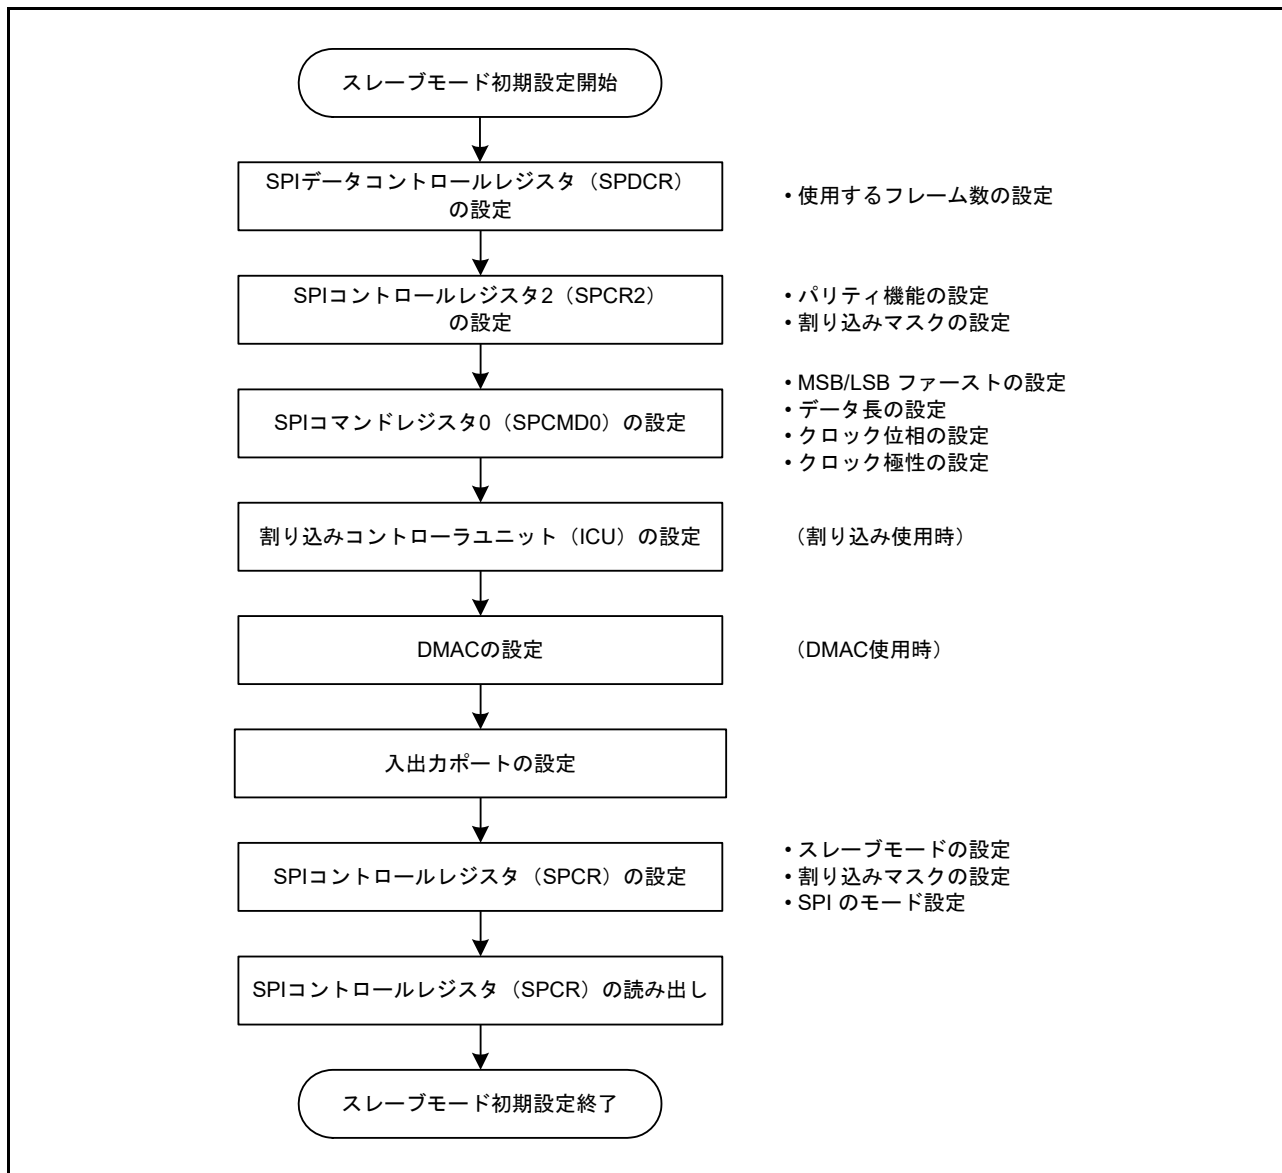 スレーブモード初期設定開始
SPIデータコントロールレジスタ（SPDCR）
の設定
• 使用するフレーム数の設定
SPIコントロールレジスタ2（SPCR2）
の設定
• パリティ機能の設定
• 割り込みマスクの設定
SPIコマンドレジスタ0（SPCMD0）の設定
• MSB/LSB ファーストの設定
• データ長の設定
• クロック位相の設定
• クロック極性の設定
割り込みコントローラユニット（ICU）の設定
（割り込み使用時）
DMACの設定
（DMAC使用時）
入出力ポートの設定
SPIコントロールレジスタ（SPCR）の設定
• スレーブモードの設定
• 割り込みマスクの設定
• SPI のモード設定
SPIコントロールレジスタ（SPCR）の読み出し
スレーブモード初期設定終了